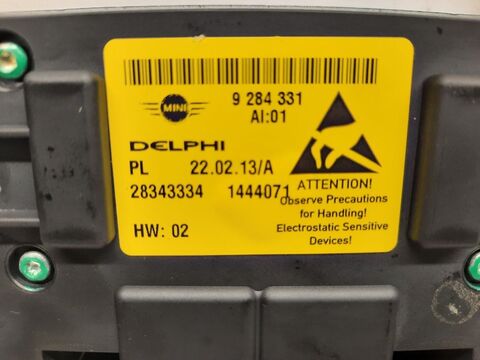 9 284 331
MINI
AI:01
DELPHI
PL 22.02.13/A
28343334 1444071
ATTENTION!
Observe Precautions
for Handling!
Electrostatic Sensitive
Devices!
HW: 02